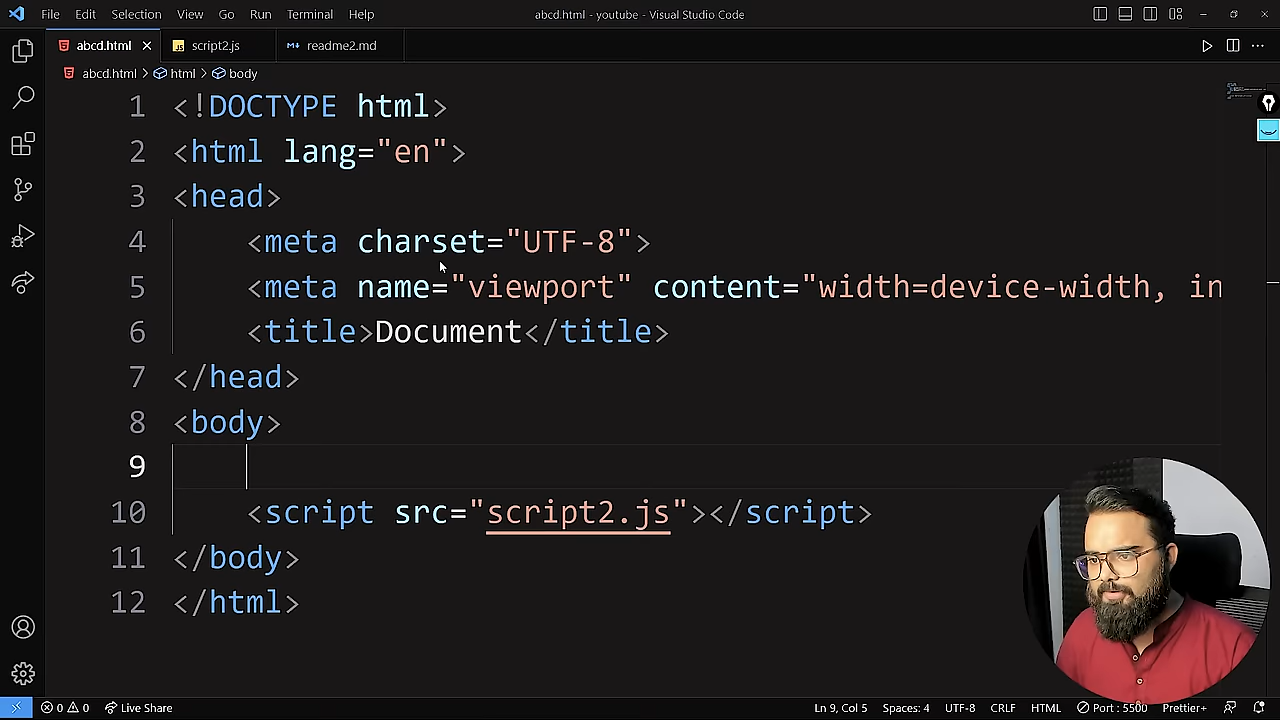 File Edit Selection View Go Run Terminal Help abcd.html - youtube - Visual Studio Code
abcd.html script2.js readme2.md
abcd.html > html > body
1 <!DOCTYPE html>
2 <html lang="en">
3 <head>
4 <meta charset="UTF-8">
5 <meta name="viewport" content="width=device-width, in
6 <title>Document</title>
7 </head>
8 <body>
9
10 <script src="script2.js"></script>
11 </body>
12 </html>
0 0 Live Share Ln 9, Col 5 Spaces: 4 UTF-8 CRLF HTML Port : 5500 Prettier+